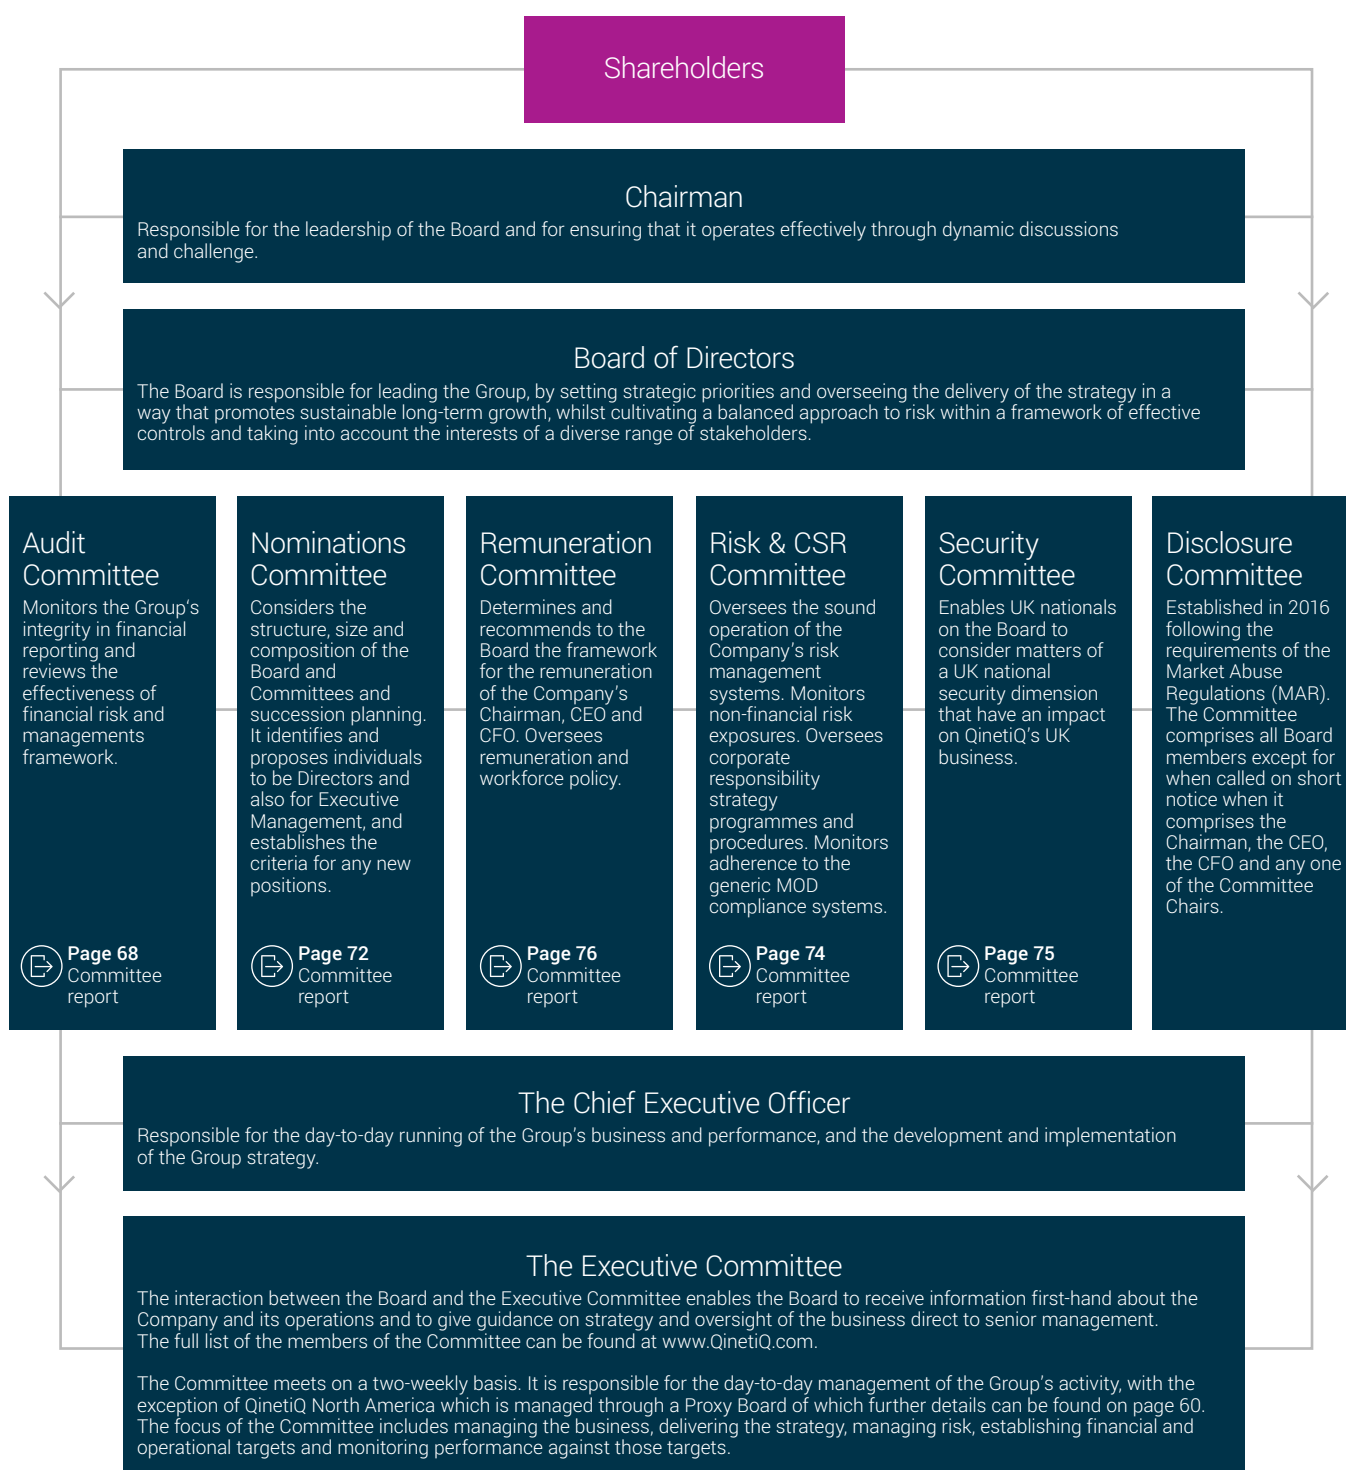 Shareholders
Chairman
Responsible for the leadership of the Board and for ensuring that it operates effectively through dynamic discussions
and challenge.
Board of Directors
The Board is responsible for leading the Group, by setting strategic priorities and overseeing the delivery of the strategy in a
way that promotes sustainable long-term growth, whilst cultivating a balanced approach to risk within a framework of effective
controls and taking into account the interests of a diverse range of stakeholders.
Audit
Committee
Monitors the Group's
integrity in financial
reporting and
reviews the
effectiveness of
financial risk and
managements
framework.
Page 68
Committee
report
Nominations
Committee
Considers the
structure, size and
composition of the
Board and
Committees and
succession planning.
It identifies and
proposes individuals
to be Directors and
also for Executive
Management, and
establishes the
criteria for any new
positions.
Page 72
Committee
report
Remuneration
Committee
Determines and
recommends to the
Board the framework
for the remuneration
of the Company's
Chairman, CEO and
CFO. Oversees
remuneration and
workforce policy.
Page 76
Committee
report
Risk & CSR
Committee
Oversees the sound
operation of the
Company's risk
management
systems. Monitors
non-financial risk
exposures. Oversees
corporate
responsibility
strategy
programmes and
procedures. Monitors
adherence to the
generic MOD
compliance systems.
Page 74
Committee
report
Security
Committee
Enables UK nationals
on the Board to
consider matters of
a UK national
security dimension
that have an impact
on QinetiQ's UK
business.
Page 75
Committee
report
Disclosure
Committee
Established in 2016
following the
requirements of the
Market Abuse
Regulations (MAR).
The Committee
comprises all Board
members except for
when called on short
notice when it
comprises the
Chairman, the CEO,
the CFO and any one
of the Committee
Chairs.
The Chief Executive Officer
Responsible for the day-to-day running of the Group's business and performance, and the development and implementation
of the Group strategy.
The Executive Committee
The interaction between the Board and the Executive Committee enables the Board to receive information first-hand about the
Company and its operations and to give guidance on strategy and oversight of the business direct to senior management.
The full list of the members of the Committee can be found at www.QinetiQ.com.
The Committee meets on a two-weekly basis. It is responsible for the day-to-day management of the Group's activity, with the
exception of QinetiQ North America which is managed through a Proxy Board of which further details can be found on page 60.
The focus of the Committee includes managing the business, delivering the strategy, managing risk, establishing financial and
operational targets and monitoring performance against those targets.